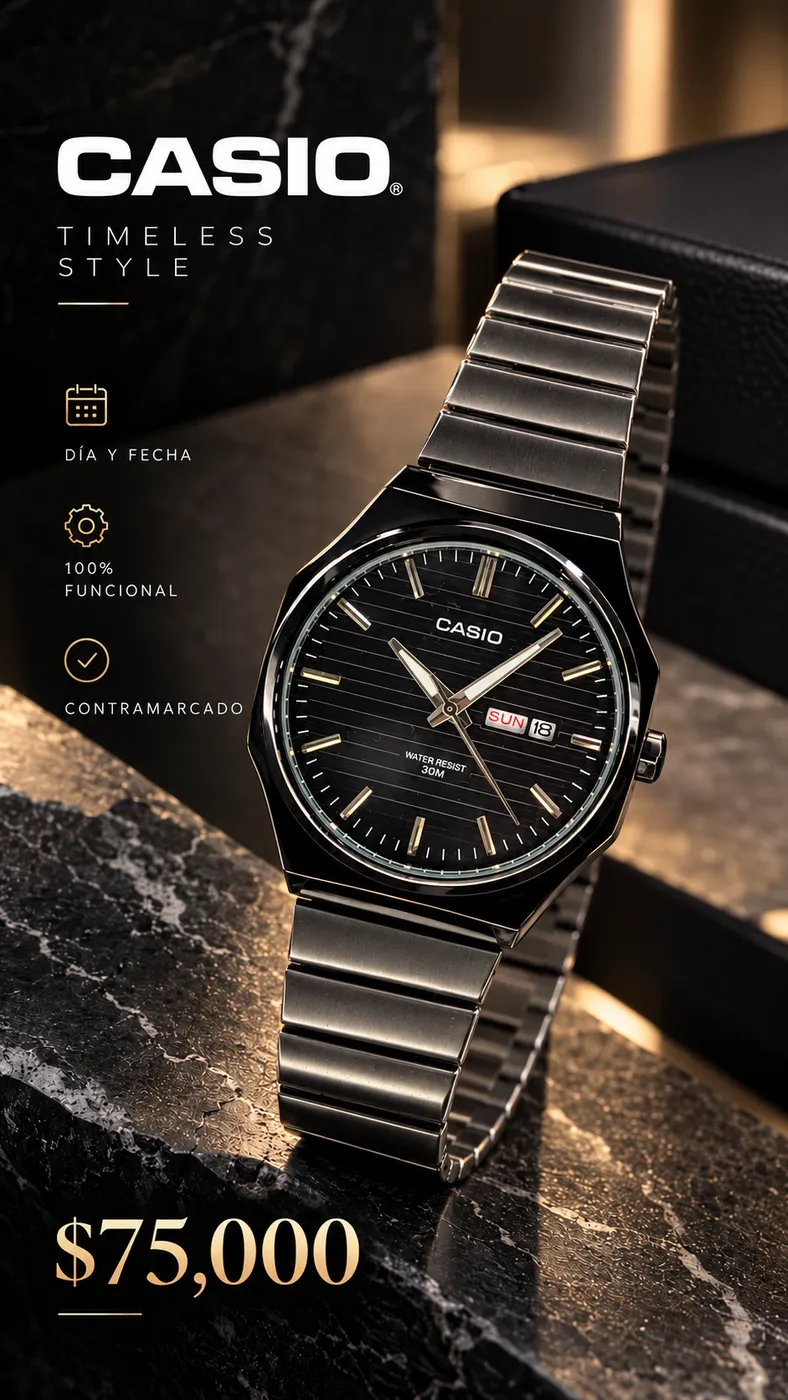 CASIO®
TIMELESS
STYLE
DÍA Y FECHA
100%
FUNCIONAL
CONTRAMARCADO
CASIO
SUN 18
WATER RESIST
30M
$75,000